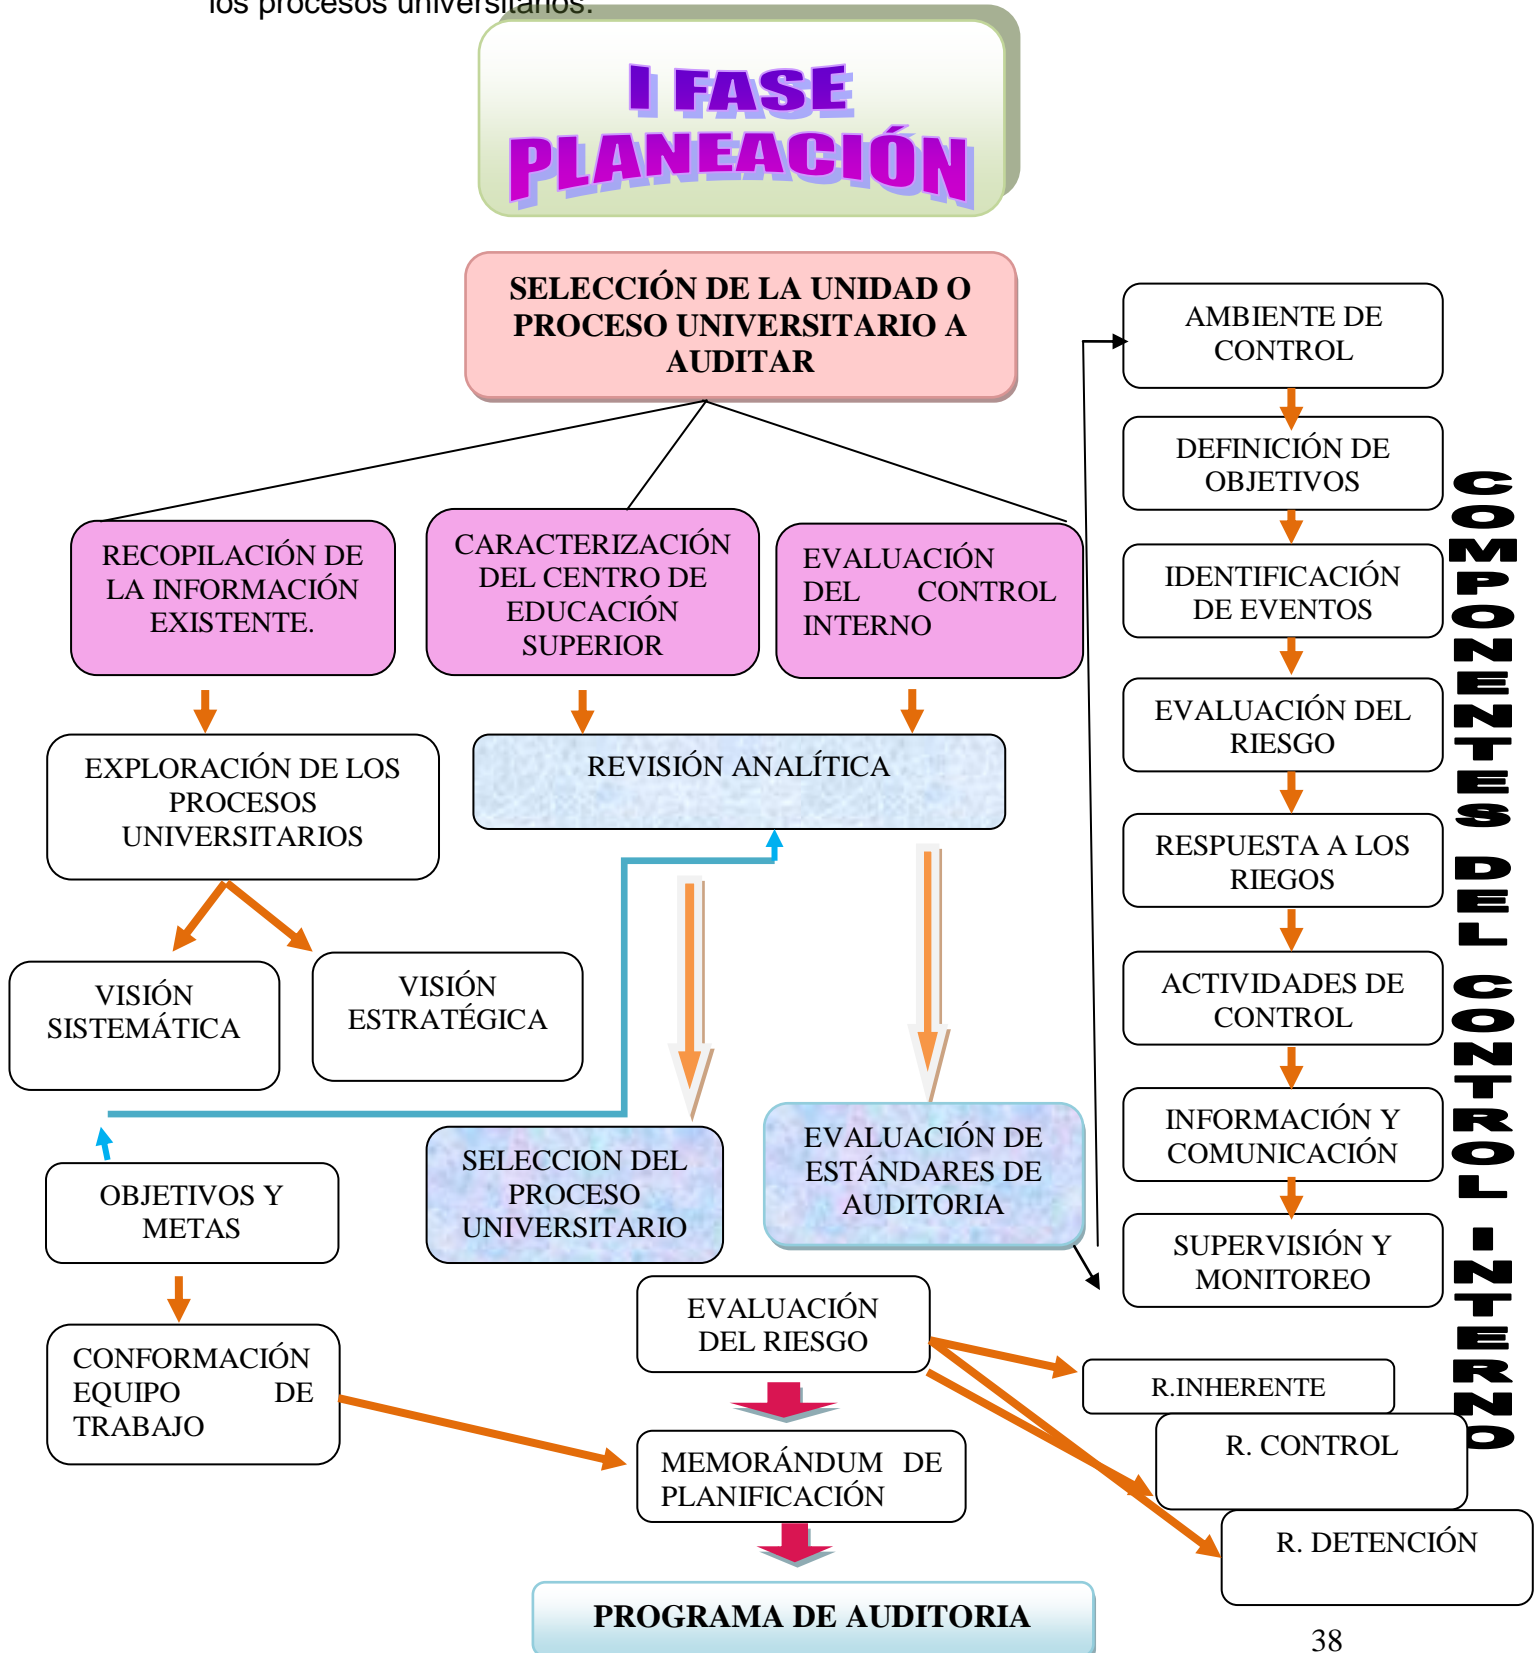 los procesos universitarios.
I FASE
PLANEACIÓN
SELECCIÓN DE LA UNIDAD O
PROCESO UNIVERSITARIO A
AUDITAR
RECOPILACIÓN DE
LA INFORMACIÓN
EXISTENTE.
CARACTERIZACIÓN
DEL CENTRO DE
EDUCACIÓN
SUPERIOR
EVALUACIÓN
DEL CONTROL
INTERNO
EXPLORACIÓN DE LOS
PROCESOS
UNIVERSITARIOS
REVISIÓN ANALÍTICA
VISIÓN
SISTEMÁTICA
VISIÓN
ESTRATÉGICA
OBJETIVOS Y
METAS
SELECCION DEL
PROCESO
UNIVERSITARIO
EVALUACIÓN DE
ESTÁNDARES DE
AUDITORIA
CONFORMACIÓN
EQUIPO DE
TRABAJO
EVALUACIÓN
DEL RIESGO
MEMORÁNDUM DE
PLANIFICACIÓN
PROGRAMA DE AUDITORIA
AMBIENTE DE
CONTROL
DEFINICIÓN DE
OBJETIVOS
IDENTIFICACIÓN
DE EVENTOS
EVALUACIÓN DEL
RIESGO
RESPUESTA A LOS
RIEGOS
ACTIVIDADES DE
CONTROL
INFORMACIÓN Y
COMUNICACIÓN
SUPERVISIÓN Y
MONITOREO
R.INHERENTE
R. CONTROL
R. DETENCIÓN
COMPONENTES DEL CONTROL INTERNO
38